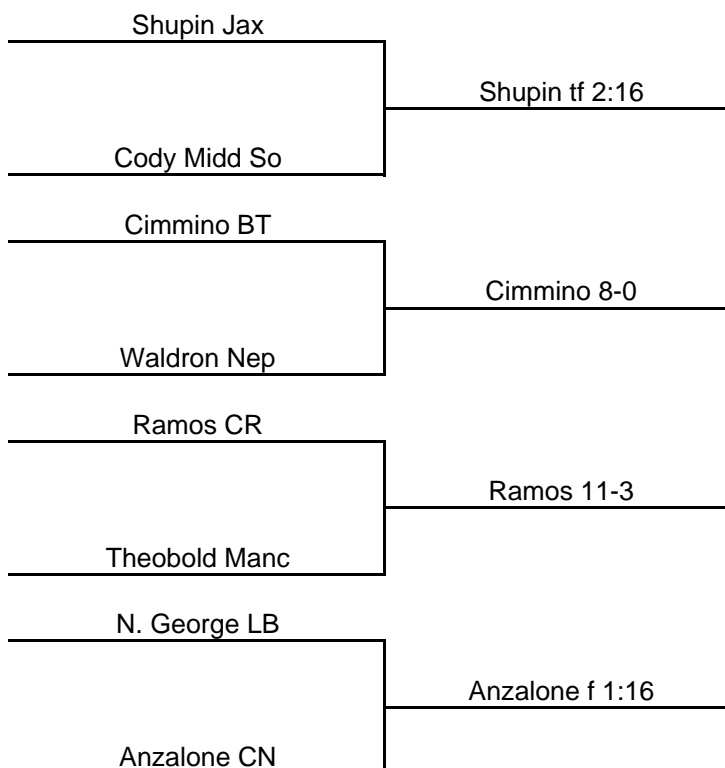 Shupin Jax
Shupin tf 2:16
Cody Midd So
Cimmino BT
Cimmino 8-0
Waldron Nep
Ramos CR
Ramos 11-3
Theobold Manc
N. George LB
Anzalone f 1:16
Anzalone CN